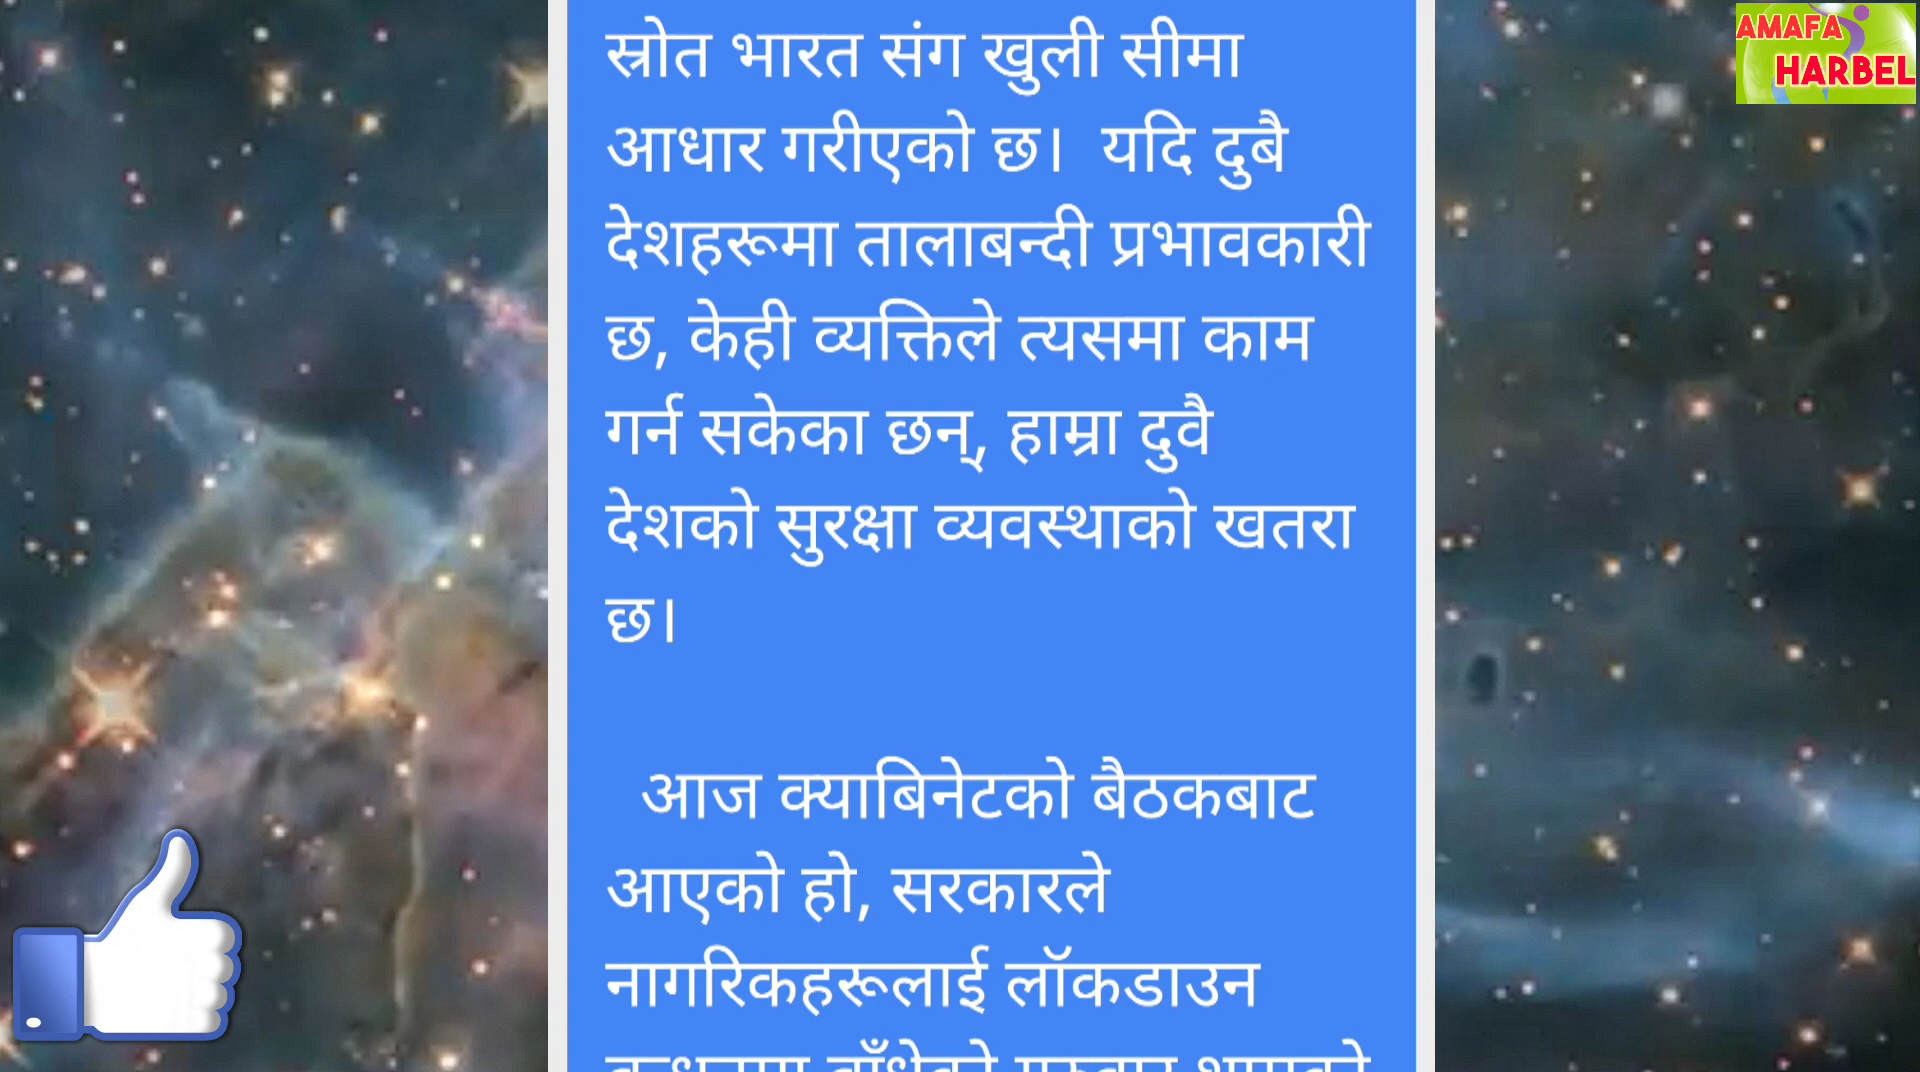 AMAFA
HARBEL
स्रोत भारत संग खुली सीमा
आधार गरीएको छ।  यदि दुबै
देशहरूमा तालाबन्दी प्रभावकारी
छ, केही व्यक्तिले त्यसमा काम
गर्न सकेका छन्, हाम्रा दुवै
देशको सुरक्षा व्यवस्थाको खतरा
छ।
आज क्याबिनेटको बैठकबाट
आएको हो, सरकारले
नागरिकहरूलाई लॉकडाउन